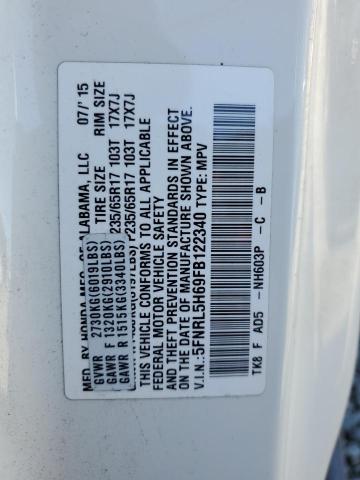 MFD. BY HONDA MFG. OF ALABAMA, LLC 07/'15
GVWR 2730KG(6019LBS) TIRE SIZE RIM SIZE
GAWR F 1320KG(2910LBS) P235/65R17 103T 17X7J
GAWR R 1515KG(3340LBS) P235/65R17 103T 17X7J
THIS VEHICLE CONFORMS TO ALL APPLICABLE
FEDERAL MOTOR VEHICLE SAFETY
AND THEFT PREVENTION STANDARDS IN EFFECT
ON THE DATE OF MANUFACTURE SHOWN ABOVE.
V.I.N.:5FNRL5H69FB122340 TYPE: MPV
TK8 F AD5 -NH603P -C -B